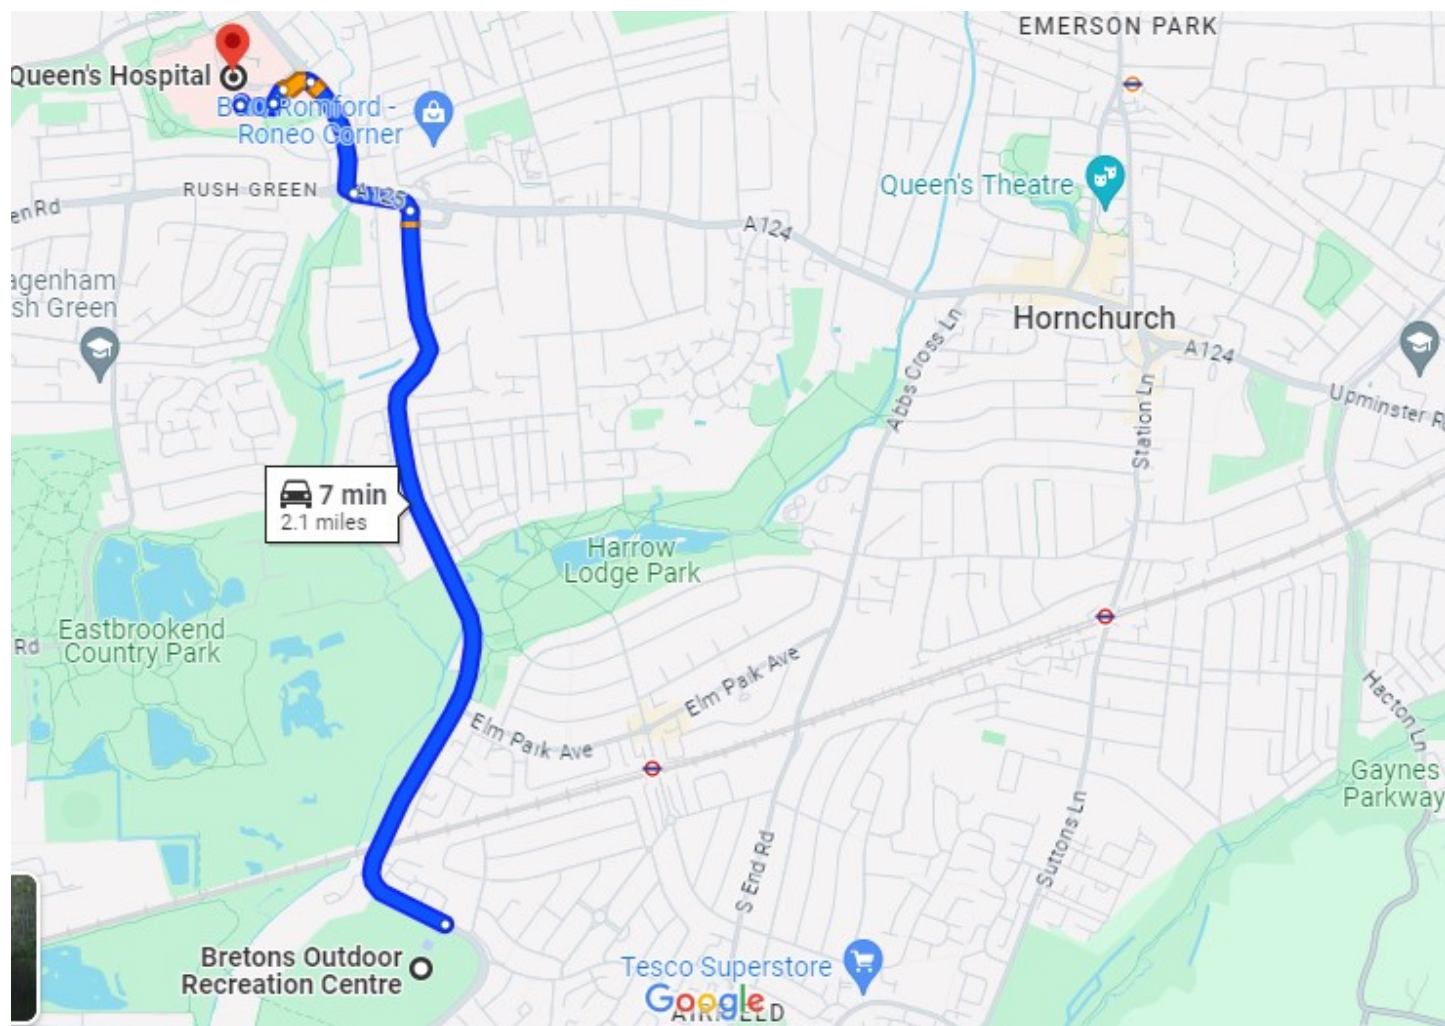 EMERSON PARK
Queen's Hospital
B&Q Romford -
Roneo Corner
Queen's Theatre
RUSH GREEN
A125
en Rd
A124
agenham
sh Green
Hornchurch
Abbs Cross Ln
A124
Station Ln
Upminster R
7 min
2.1 miles
Harrow
Lodge Park
Eastbrookend
Country Park
Rd
Elm Park Ave
Elm Park Ave
Hacton Ln
Gaynes
Parkway
S End Rd
Suttons Ln
Bretons Outdoor
Recreation Centre
Tesco Superstore
Google
AIRFIELD